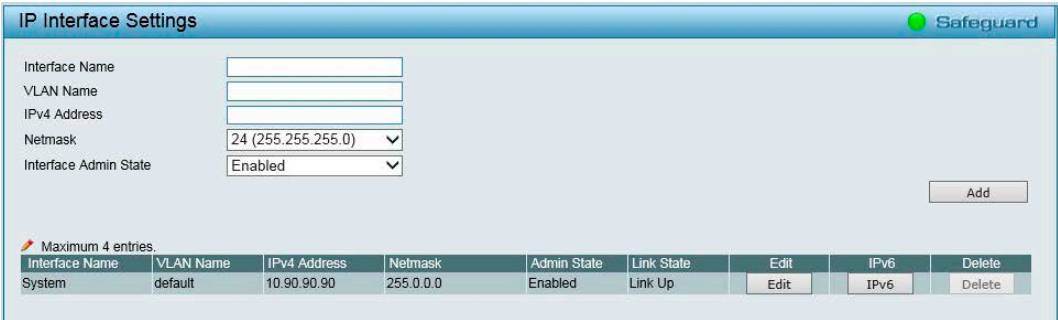 IP Interface Settings
Safeguard
Interface Name
VLAN Name
IPv4 Address
Netmask 24 (255.255.255.0)
Interface Admin State Enabled
Add
Maximum 4 entries.
Interface Name VLAN Name IPv4 Address Netmask Admin State Link State Edit IPv6 Delete
System default 10.90.90.90 255.0.0.0 Enabled Link Up Edit IPv6 Delete